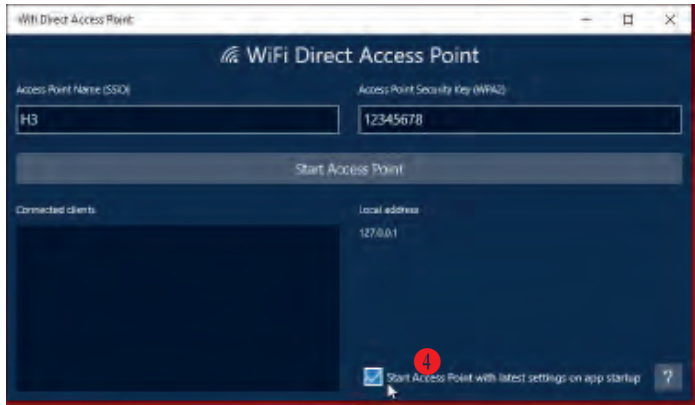 Wifi Direct Access Point
WiFi Direct Access Point
Access Point Name (SSID)
Access Point Security Key (WPA2)
H3
12345678
Start Access Point
Connected clients
Local address
127.0.0.1
4
Start Access Point with latest settings on app startup
?